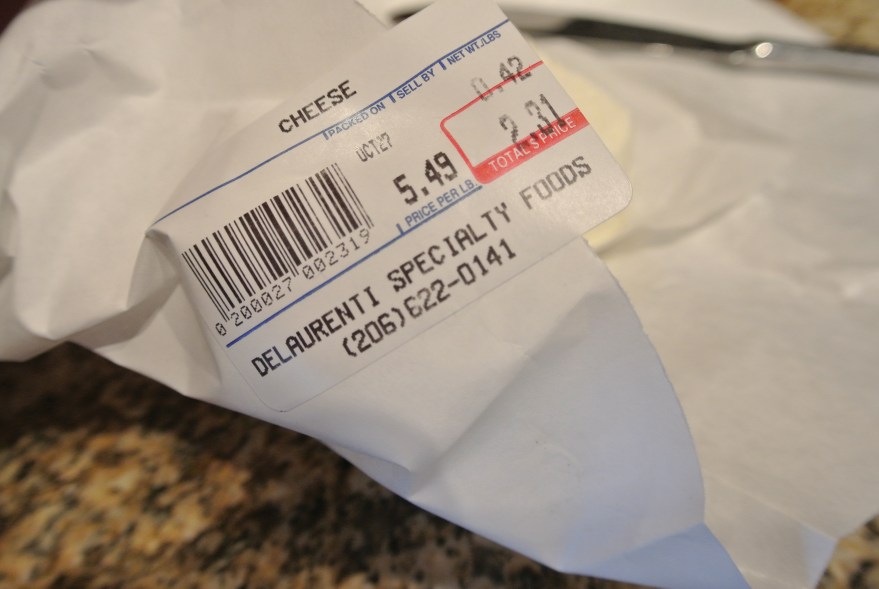 CHEESE
PACKED ON SELL BY NET WT./LBS
OCT27 0.42
5.49 2.31
PRICE PER LB. TOTAL $ PRICE
0 200027 002319
DELAURENTI SPECIALTY FOODS
(206)622-0141